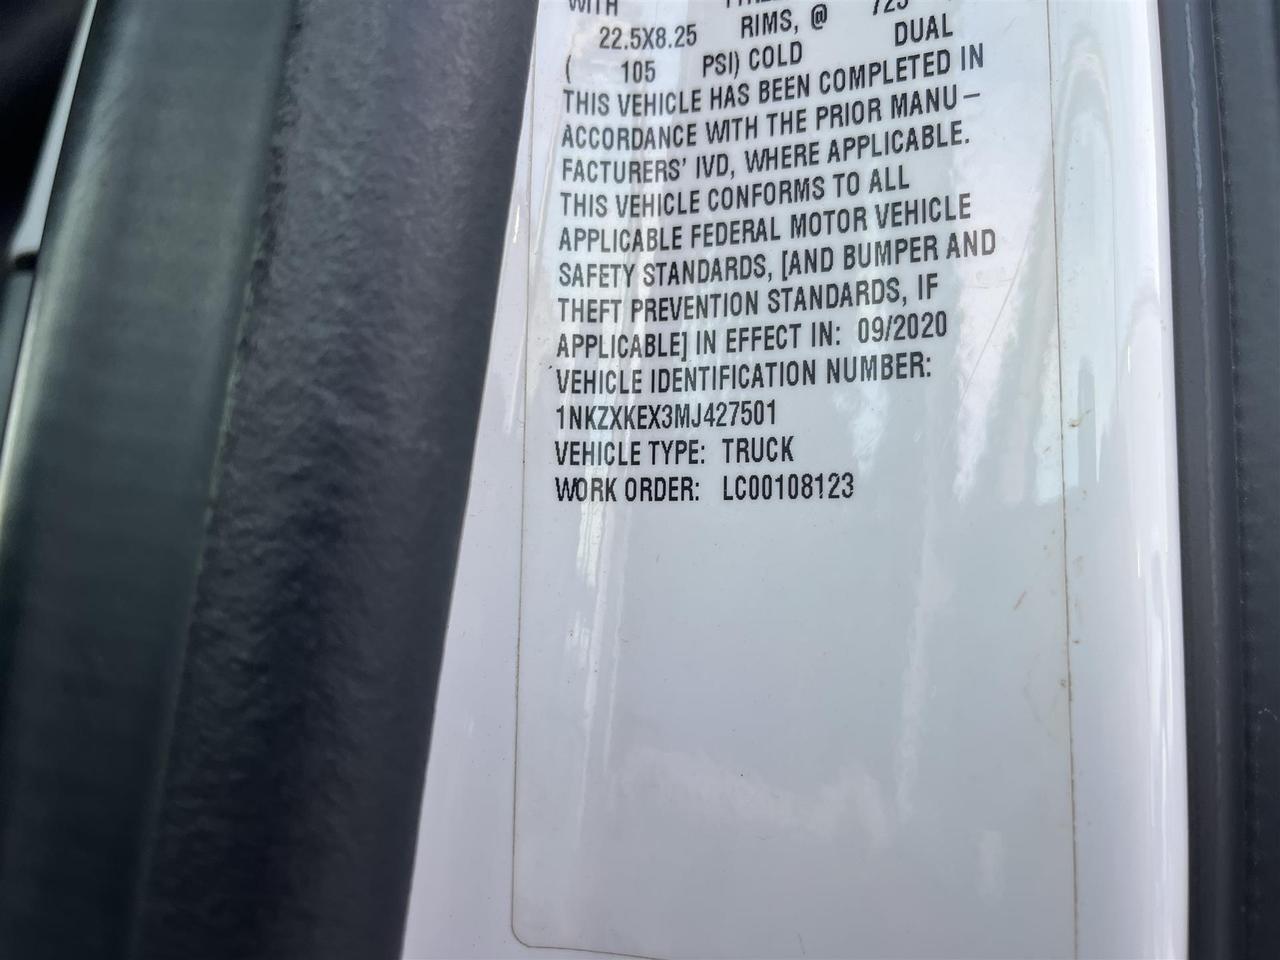 WITH
22.5X8.25 RIMS, @ 725
( 105 PSI) COLD DUAL
THIS VEHICLE HAS BEEN COMPLETED IN
ACCORDANCE WITH THE PRIOR MANU-
FACTURERS' IVD, WHERE APPLICABLE.
THIS VEHICLE CONFORMS TO ALL
APPLICABLE FEDERAL MOTOR VEHICLE
SAFETY STANDARDS, [AND BUMPER AND
THEFT PREVENTION STANDARDS, IF
APPLICABLE] IN EFFECT IN: 09/2020
VEHICLE IDENTIFICATION NUMBER:
1NKZXKEX3MJ427501
VEHICLE TYPE: TRUCK
WORK ORDER: LC00108123